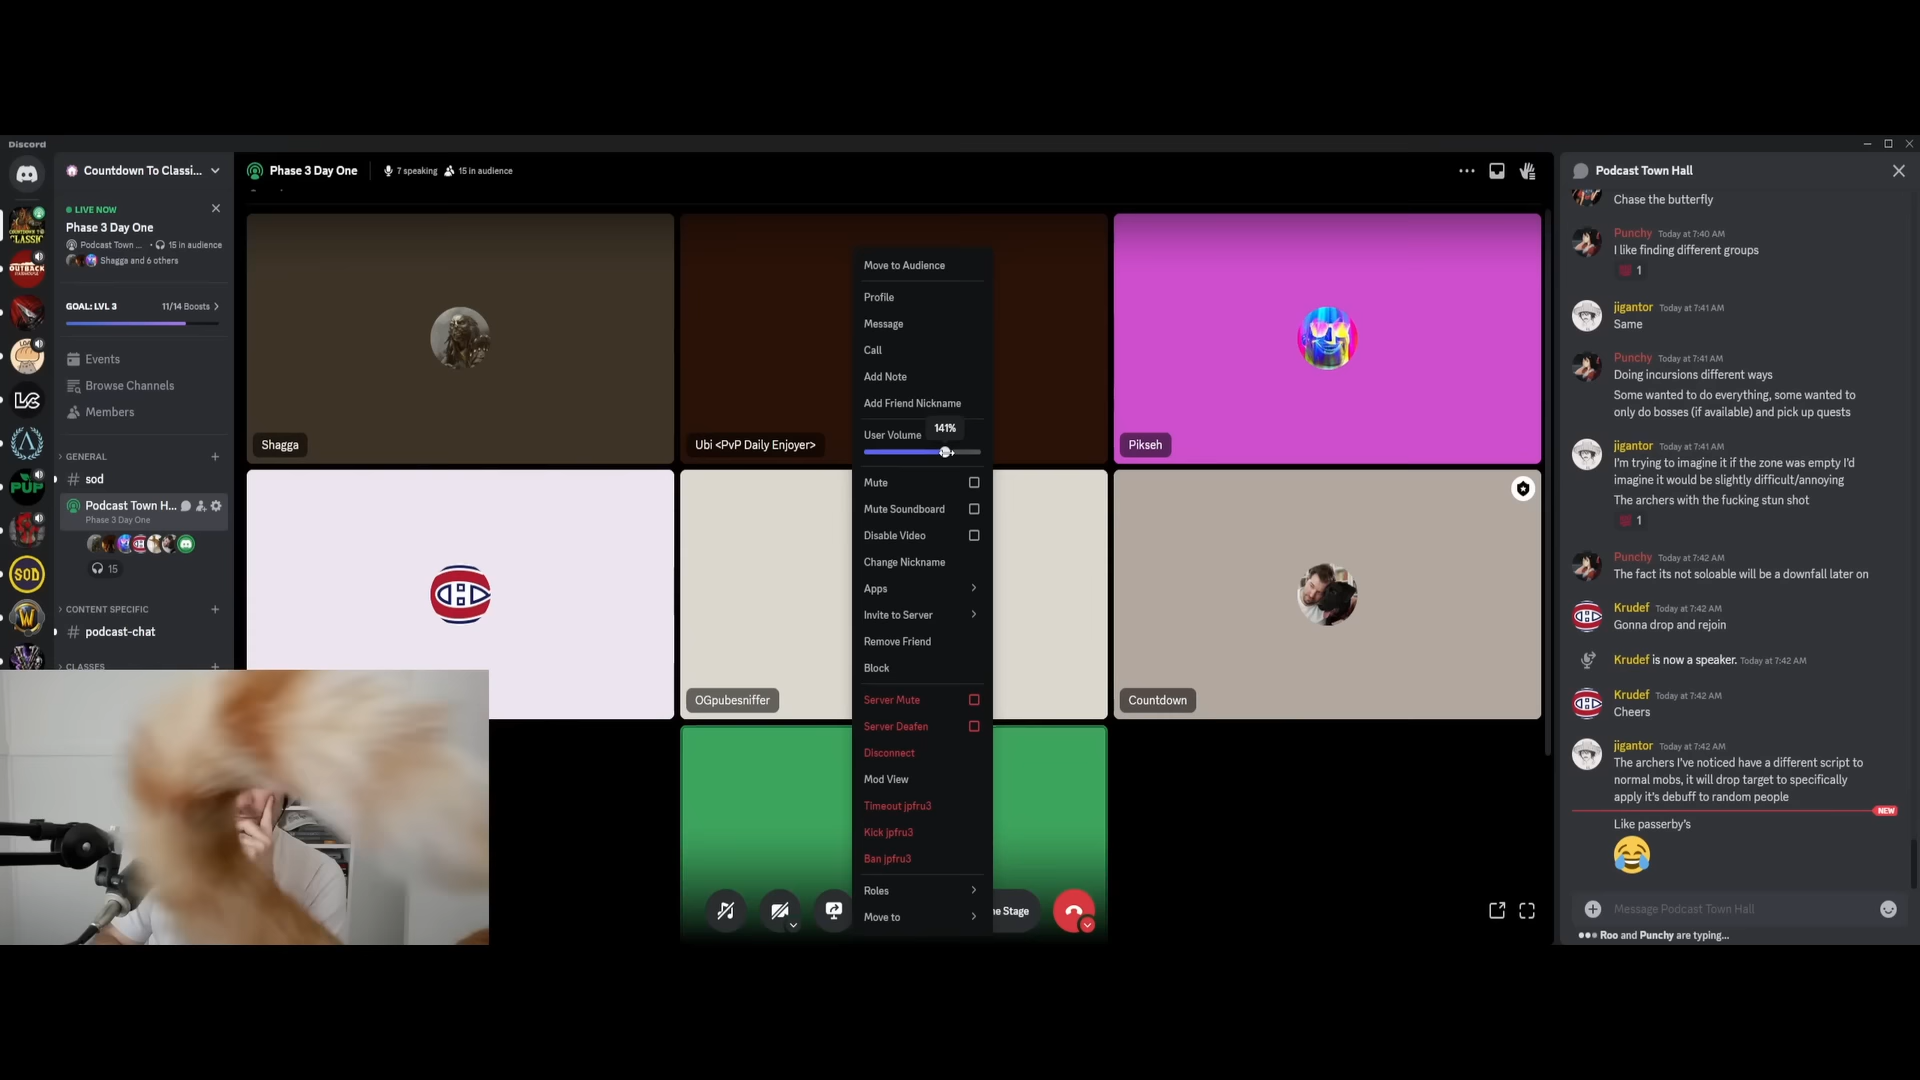 Discord
Countdown To Classi...
LIVE NOW
Phase 3 Day One
Podcast Town ... • 15 in audience
Shagga and 6 others
GOAL: LVL 3 11/14 Boosts
Events
Browse Channels
Members
GENERAL
# sod
Podcast Town H...
Phase 3 Day One
15
CONTENT SPECIFIC
# podcast-chat
CLASSES
COUNTDOWN TO
CLASSIC
OUTBACK
PUP
SOD
Phase 3 Day One
7 speaking 15 in audience
Shagga
Ubi <PvP Daily Enjoyer>
Pikseh
OGpubesniffer
Countdown
Move to Audience
Profile
Message
Call
Add Note
Add Friend Nickname
141%
User Volume
Mute
Mute Soundboard
Disable Video
Change Nickname
Apps
Invite to Server
Remove Friend
Block
Server Mute
Server Deafen
Disconnect
Mod View
Timeout jpfru3
Kick jpfru3
Ban jpfru3
Roles
Move to
ne Stage
Podcast Town Hall
Chase the butterfly
Punchy Today at 7:40 AM
I like finding different groups
1
jigantor Today at 7:41 AM
Same
Punchy Today at 7:41 AM
Doing incursions different ways
Some wanted to do everything, some wanted to
only do bosses (if available) and pick up quests
jigantor Today at 7:41 AM
I'm trying to imagine it if the zone was empty I'd
imagine it would be slightly difficult/annoying
The archers with the fucking stun shot
1
Punchy Today at 7:42 AM
The fact its not soloable will be a downfall later on
Krudef Today at 7:42 AM
Gonna drop and rejoin
Krudef is now a speaker. Today at 7:42 AM
Krudef Today at 7:42 AM
Cheers
jigantor Today at 7:42 AM
The archers I've noticed have a different script to
normal mobs, it will drop target to specifically
apply it's debuff to random people
NEW
Like passerby's
Message Podcast Town Hall
Roo and Punchy are typing...